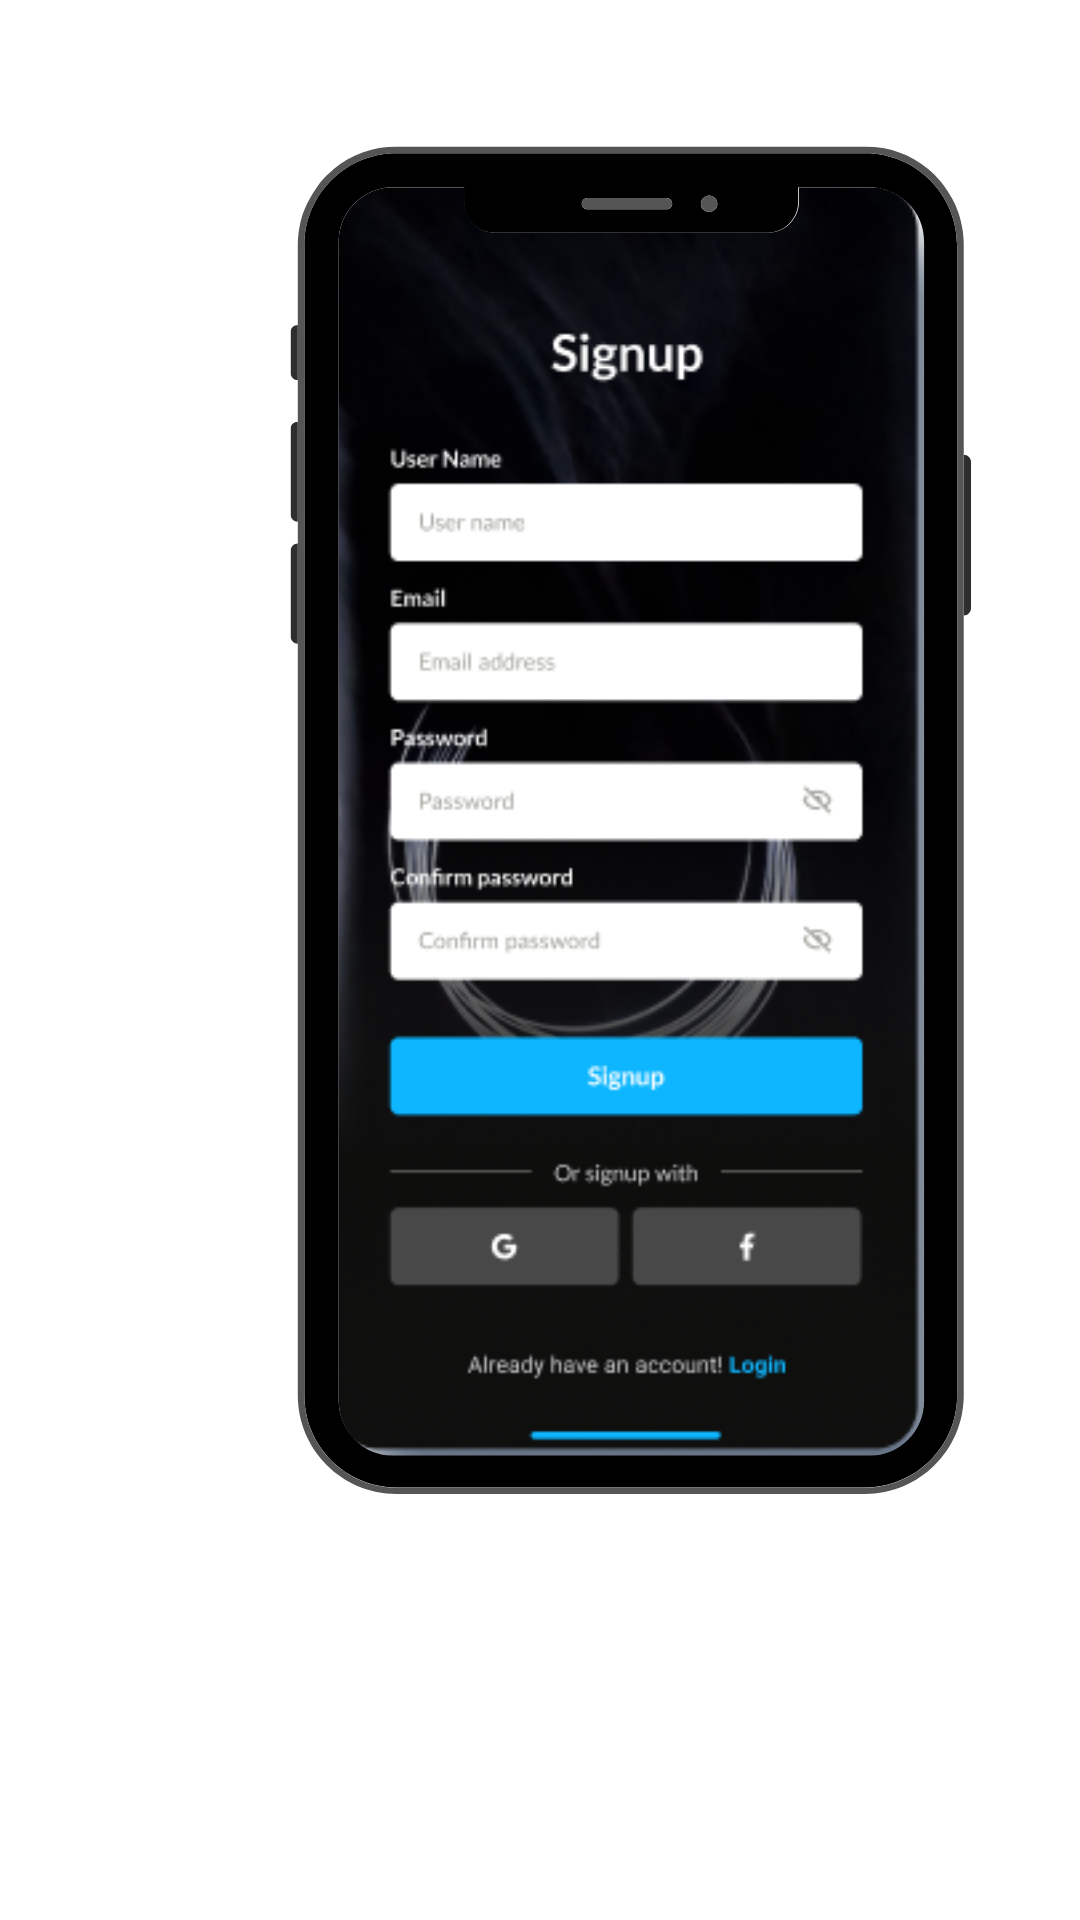 Signup
User Name
User name
Email
Email address
Password
Password
Confirm password
Confirm password
Signup
Or signup with
G f
Already have an account! Login